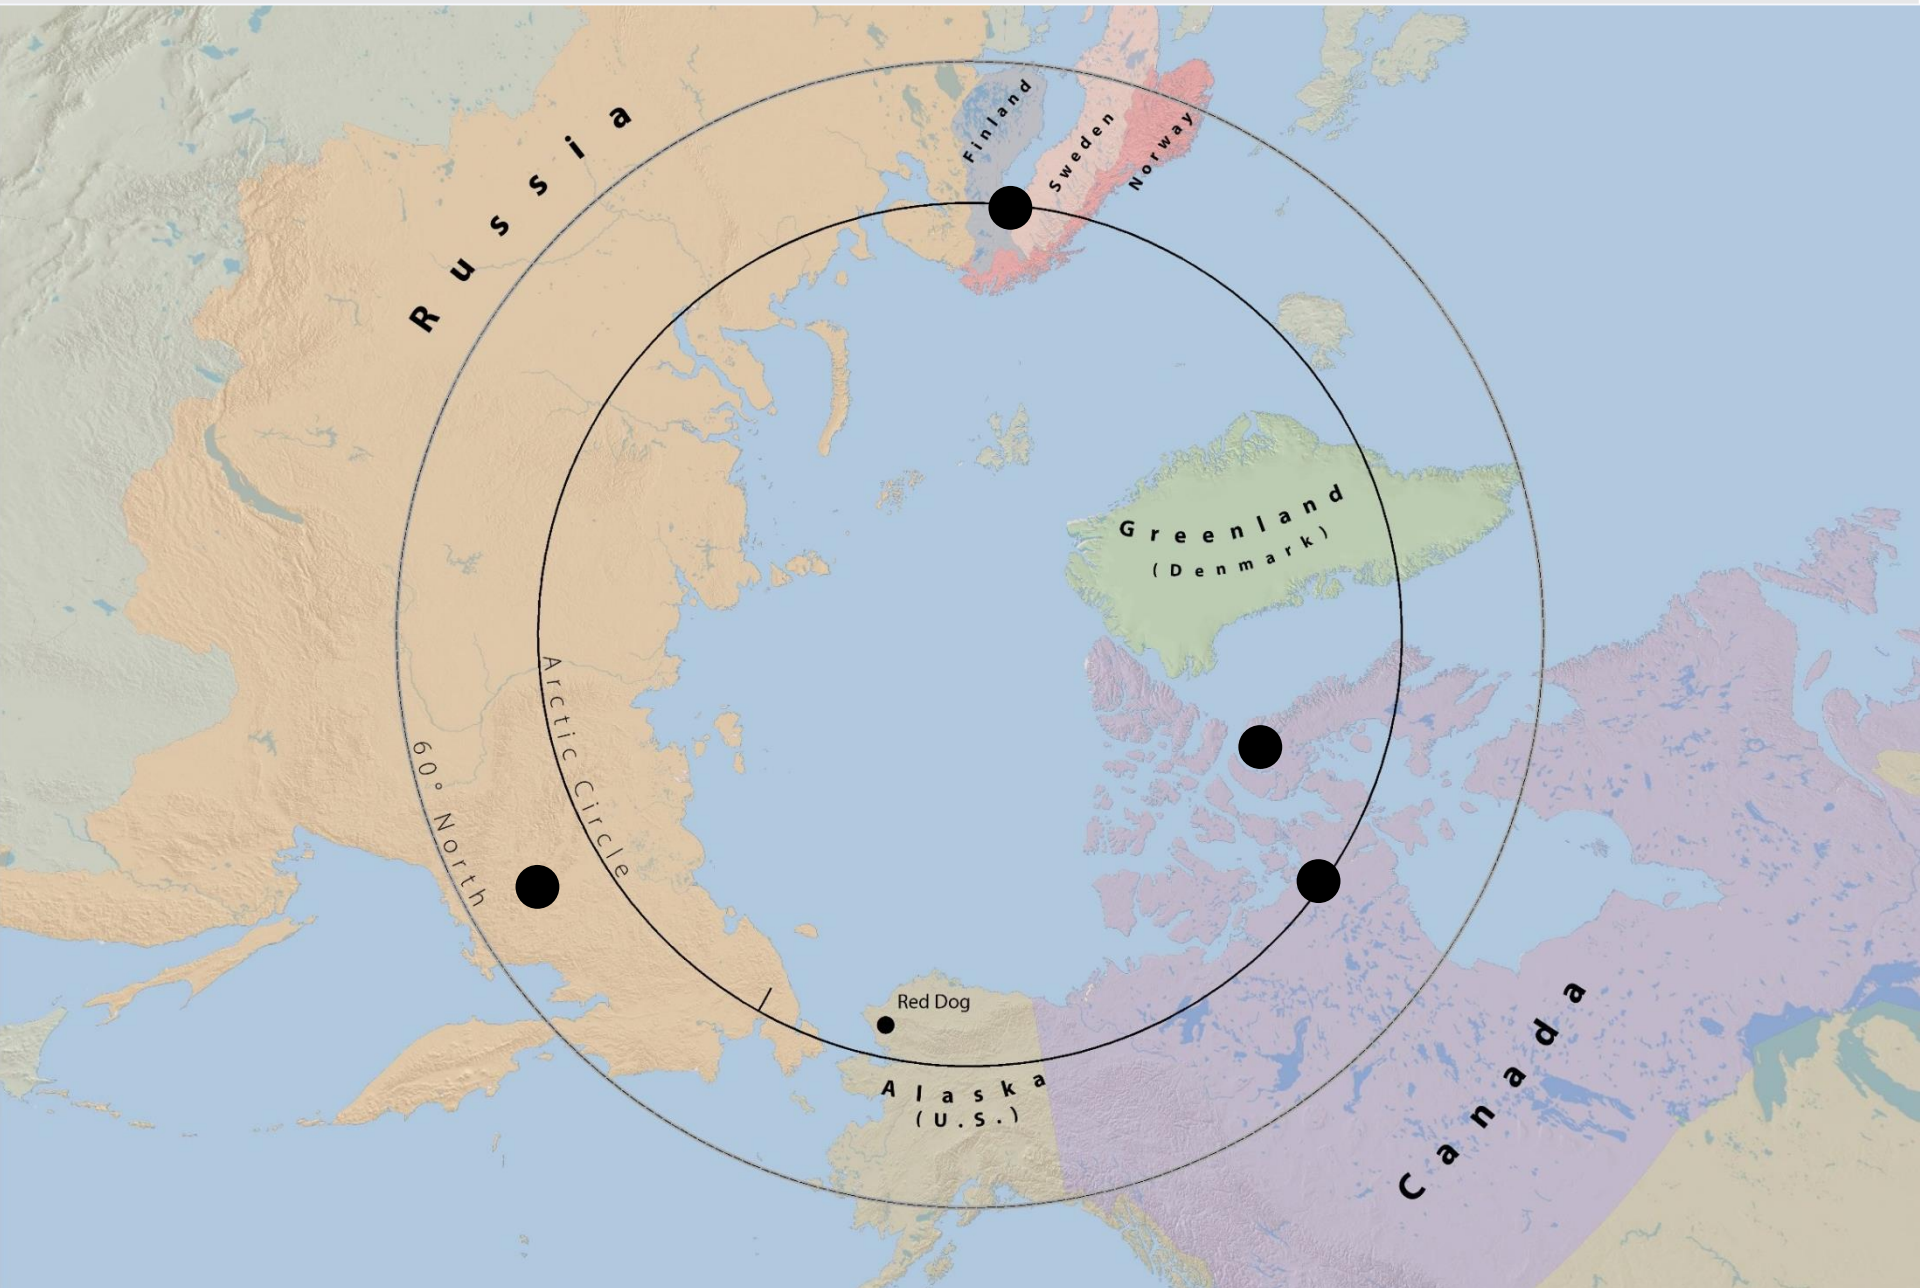 Russia
Finland
Sweden
Norway
Greenland
(Denmark)
Arctic Circle
60° North
Red Dog
Alaska
(U.S.)
Canada